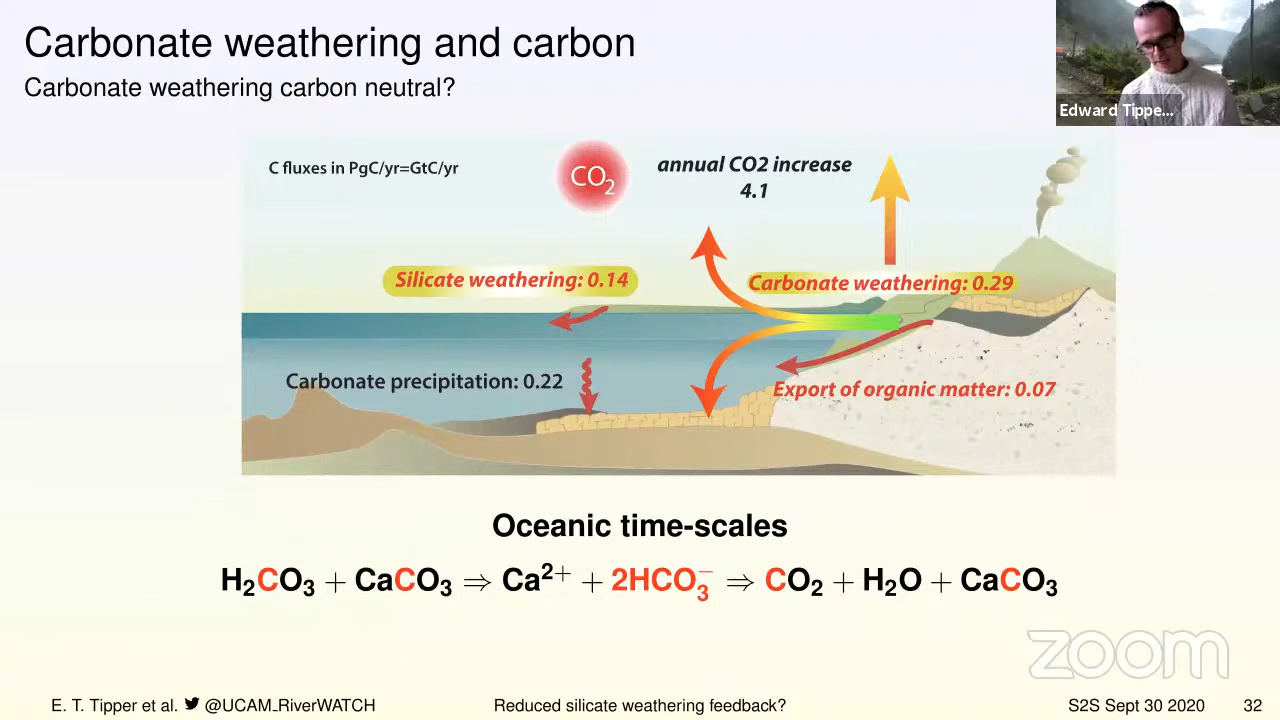 Carbonate weathering and carbon
Carbonate weathering carbon neutral?
Edward Tippe...
C fluxes in PgC/yr=GtC/yr
CO₂
annual CO2 increase
4.1
Silicate weathering: 0.14
Carbonate weathering: 0.29
Carbonate precipitation: 0.22
Export of organic matter: 0.07
Oceanic time-scales
H₂CO₃ + CaCO₃ ⇒ Ca²⁺ + 2HCO₃⁻ ⇒ CO₂ + H₂O + CaCO₃
zoom
E. T. Tipper et al. @UCAM_RiverWATCH
Reduced silicate weathering feedback?
S2S Sept 30 2020
32